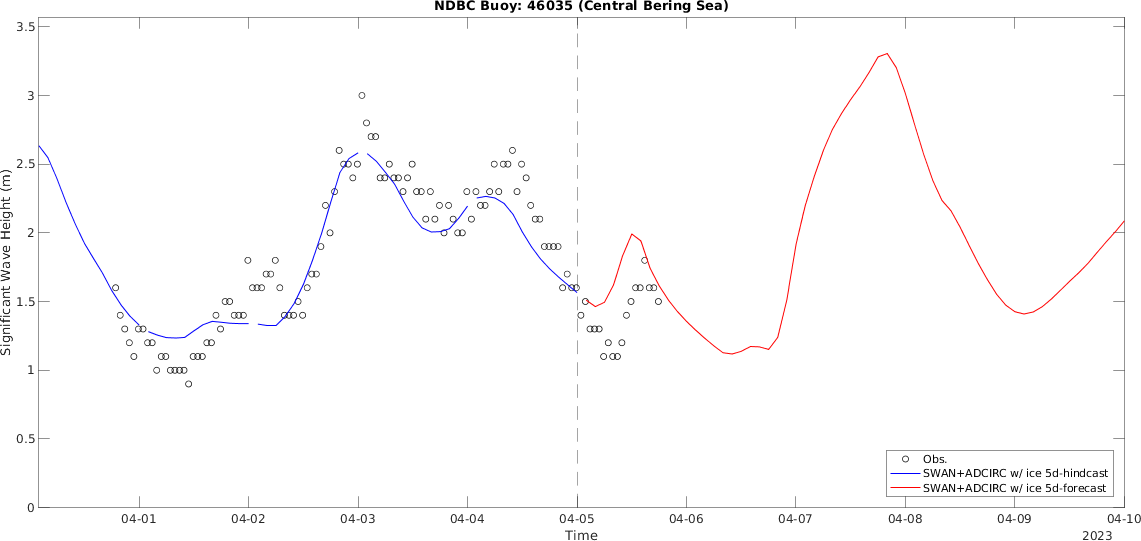 NDBC Buoy: 46035 (Central Bering Sea)
Significant Wave Height (m)
3.5
3
2.5
2
1.5
1
0.5
0
Obs.
SWAN+ADCIRC w/ ice 5d-hindcast
SWAN+ADCIRC w/ ice 5d-forecast
04-01 04-02 04-03 04-04 04-05 04-06 04-07 04-08 04-09 04-10
Time
2023